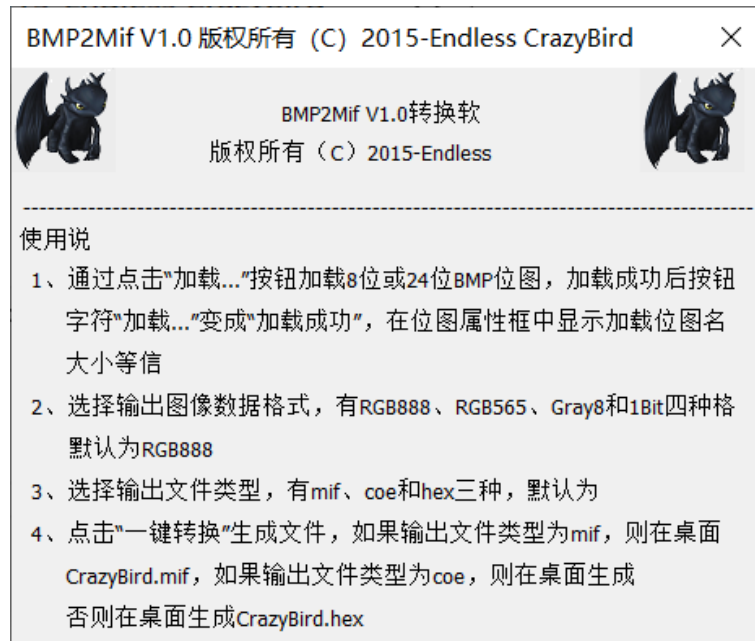 BMP2Mif V1.0 版权所有（C）2015-Endless CrazyBird
BMP2Mif V1.0转换软
版权所有（C）2015-Endless
使用说
1、通过点击“加载...”按钮加载8位或24位BMP位图，加载成功后按钮
字符“加载...”变成“加载成功”，在位图属性框中显示加载位图名
大小等信
2、选择输出图像数据格式，有RGB888、RGB565、Gray8和1Bit四种格
默认为RGB888
3、选择输出文件类型，有mif、coe和hex三种，默认为
4、点击“一键转换”生成文件，如果输出文件类型为mif，则在桌面
CrazyBird.mif，如果输出文件类型为coe，则在桌面生成
否则在桌面生成CrazyBird.hex